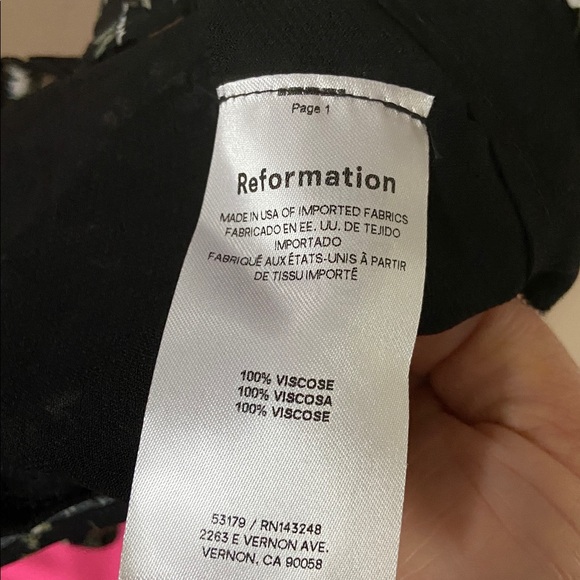 Page 1
Reformation
MADE IN USA OF IMPORTED FABRICS
FABRICADO EN EE. UU. DE TEJIDO
IMPORTADO
FABRIQUÉ AUX ÉTATS-UNIS À PARTIR
DE TISSU IMPORTÉ
100% VISCOSE
100% VISCOSA
100% VISCOSE
53179 / RN143248
2263 E VERNON AVE.
VERNON, CA 90058